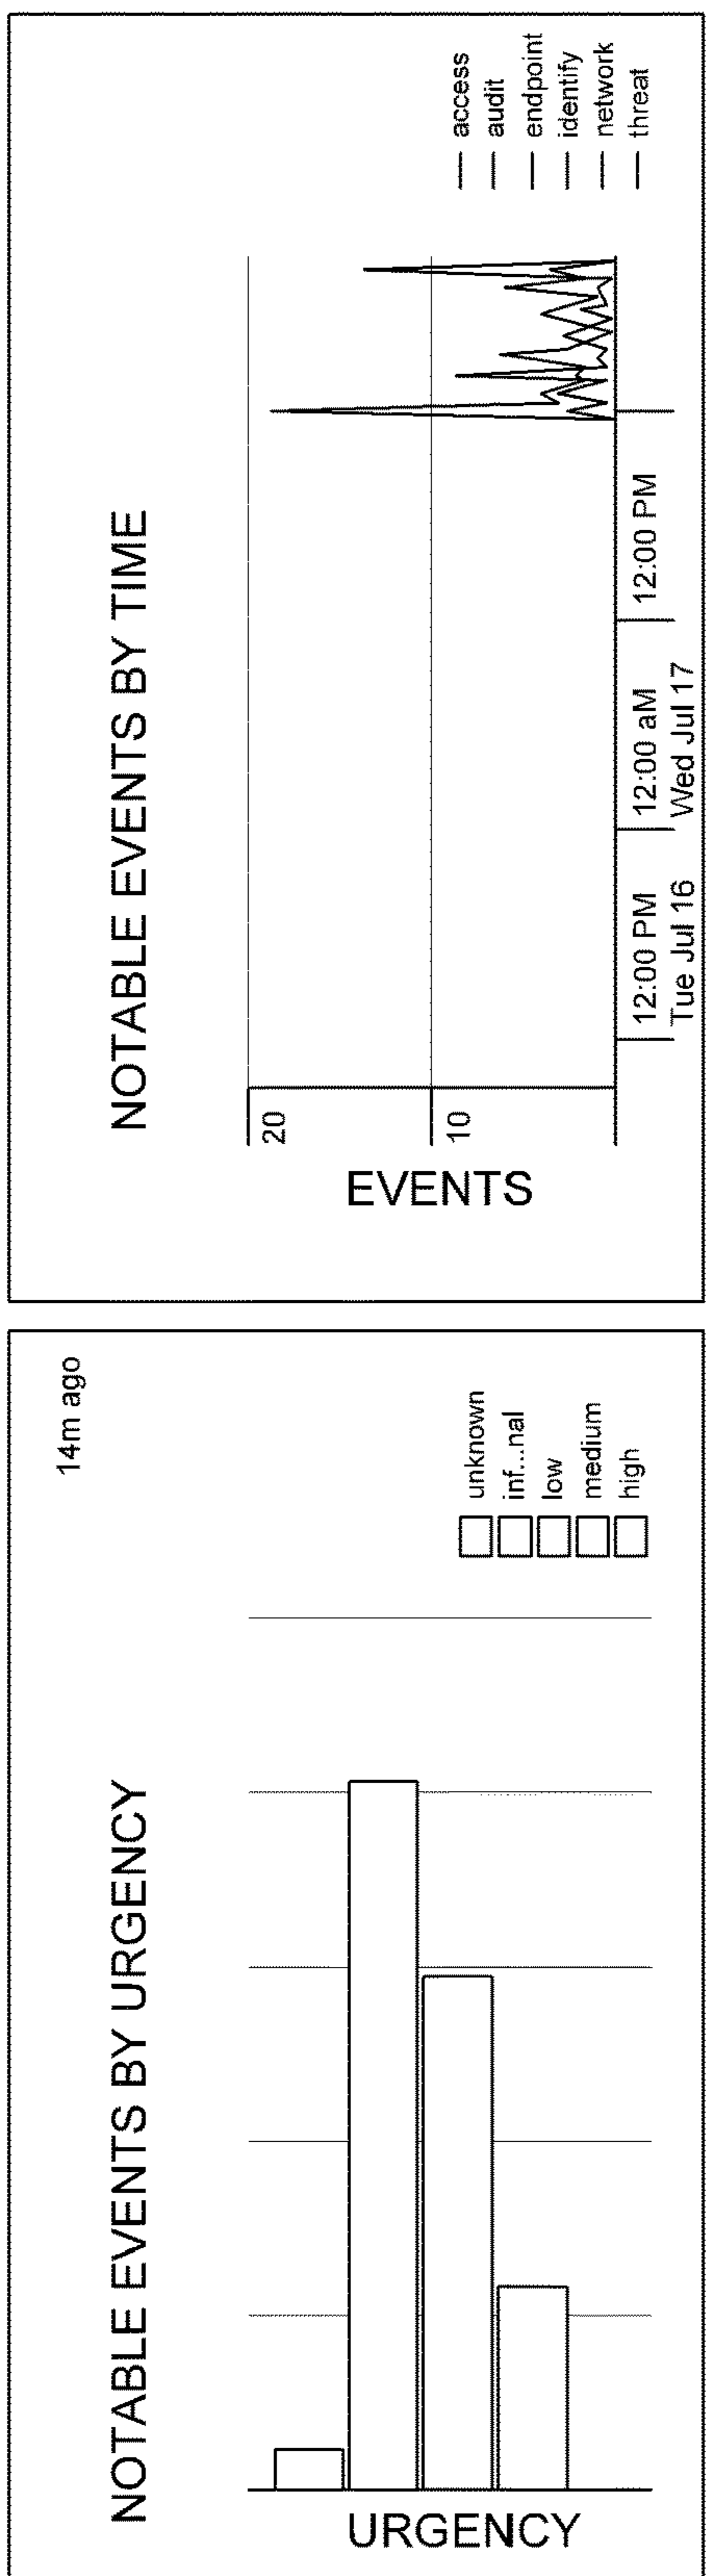 NOTABLE EVENTS BY URGENCY
14m ago
URGENCY
unknown
inf...nal
low
medium
high
NOTABLE EVENTS BY TIME
EVENTS
20
10
12:00 PM
Tue Jul 16
12:00 aM
Wed Jul 17
12:00 PM
access
audit
endpoint
identify
network
threat